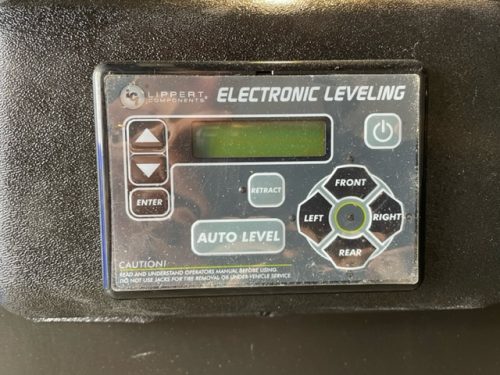 LIPPERT
COMPONENTS®
ELECTRONIC LEVELING
ENTER
RETRACT
AUTO LEVEL
FRONT
LEFT
RIGHT
REAR
CAUTION!
READ AND UNDERSTAND OPERATORS MANUAL BEFORE USING.
DO NOT USE JACKS FOR TIRE REMOVAL OR UNDER VEHICLE SERVICE.